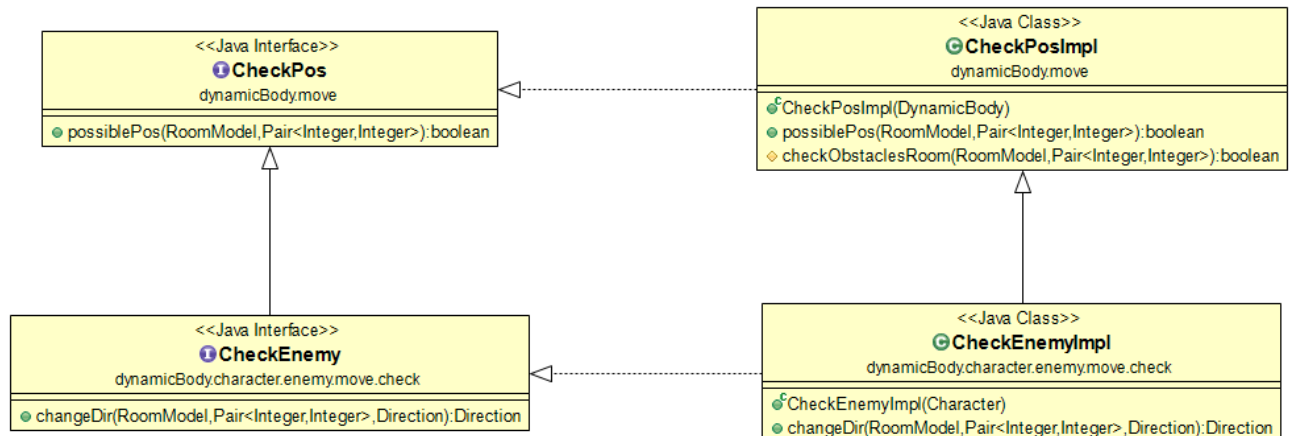 <<Java Interface>>
CheckPos
dynamicBody.move
possiblePos(RoomModel,Pair<Integer,Integer>):boolean
<<Java Class>>
CheckPosImpl
dynamicBody.move
CheckPosImpl(DynamicBody)
possiblePos(RoomModel,Pair<Integer,Integer>):boolean
checkObstaclesRoom(RoomModel,Pair<Integer,Integer>):boolean
<<Java Interface>>
CheckEnemy
dynamicBody.character.enemy.move.check
changeDir(RoomModel,Pair<Integer,Integer>,Direction):Direction
<<Java Class>>
CheckEnemyImpl
dynamicBody.character.enemy.move.check
CheckEnemyImpl(Character)
changeDir(RoomModel,Pair<Integer,Integer>,Direction):Direction